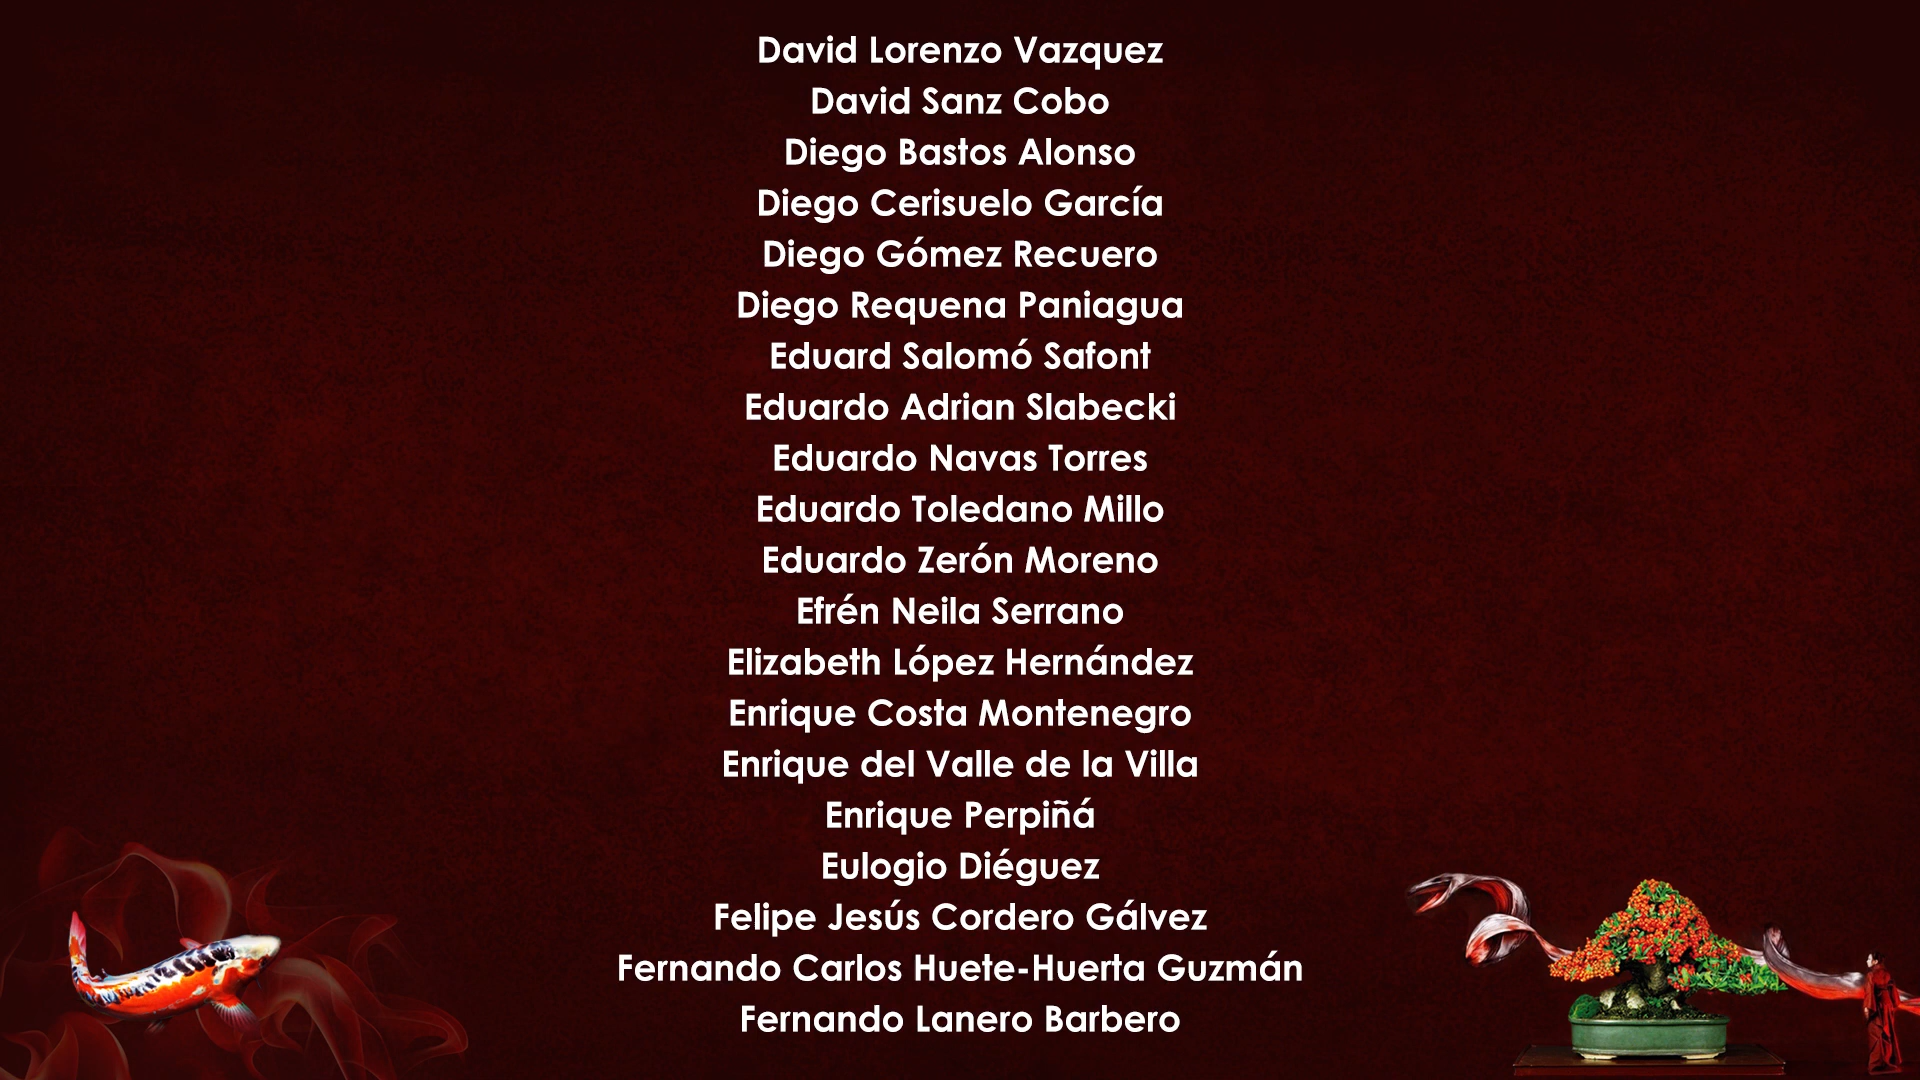 David Lorenzo Vazquez
David Sanz Cobo
Diego Bastos Alonso
Diego Cerisuelo García
Diego Gómez Recuero
Diego Requena Paniagua
Eduard Salomó Safont
Eduardo Adrian Slabecki
Eduardo Navas Torres
Eduardo Toledano Millo
Eduardo Zerón Moreno
Efrén Neila Serrano
Elizabeth López Hernández
Enrique Costa Montenegro
Enrique del Valle de la Villa
Enrique Perpiñá
Eulogio Diéguez
Felipe Jesús Cordero Gálvez
Fernando Carlos Huete-Huerta Guzmán
Fernando Lanero Barbero